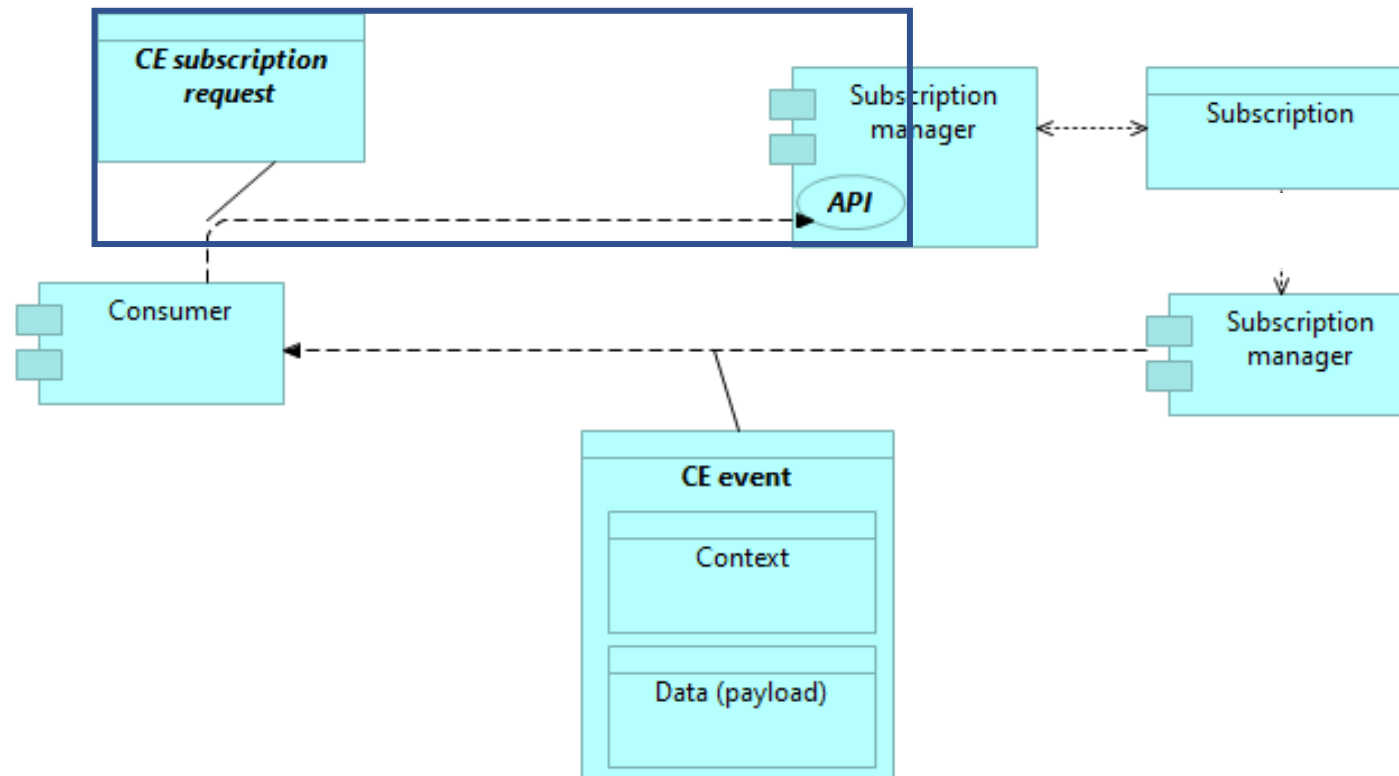 CE subscription
request
Subscription
manager
Subscription
API
Consumer
Subscription
manager
CE event
Context
Data (payload)